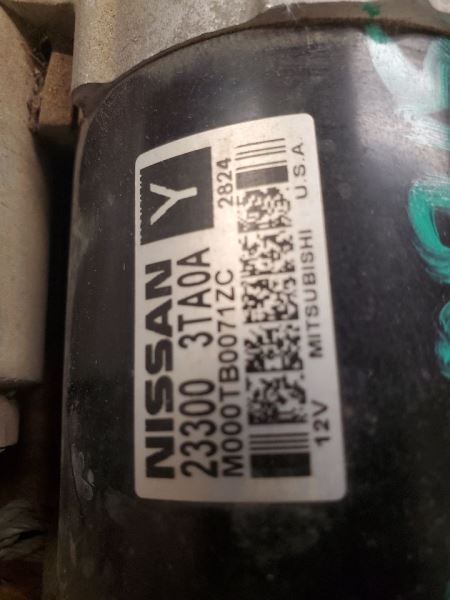 NISSAN Y
23300 3TA0A
M000TB0071ZC 2824
12V MITSUBISHI U.S.A.